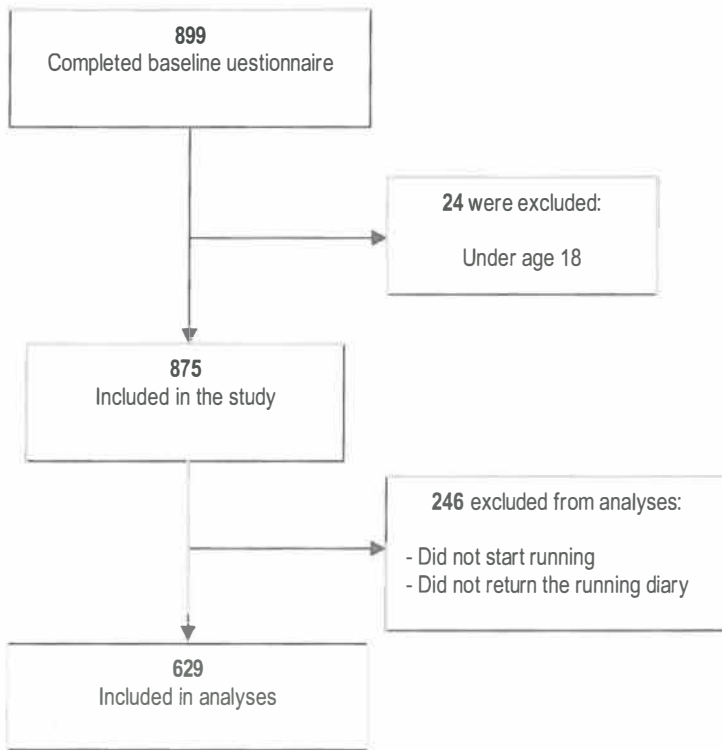 899
Completed baseline uestionnaire
24 were excluded:
Under age 18
875
Included in the study
246 excluded from analyses:
- Did not start running
- Did not return the running diary
629
Included in analyses